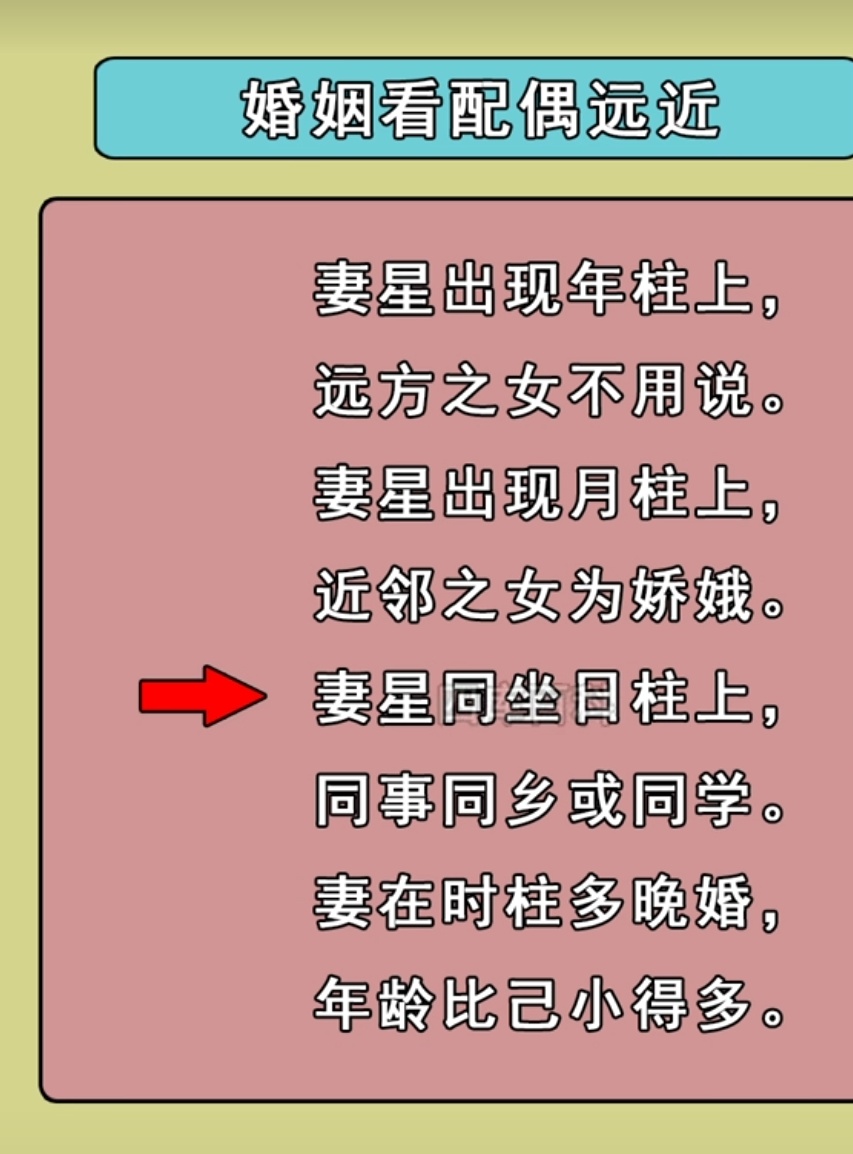 婚姻看配偶远近
妻星出现年柱上，
远方之女不用说。
妻星出现月柱上，
近邻之女为娇娥。
妻星同坐日柱上，
同事同乡或同学。
妻在时柱多晚婚，
年龄比己小得多。